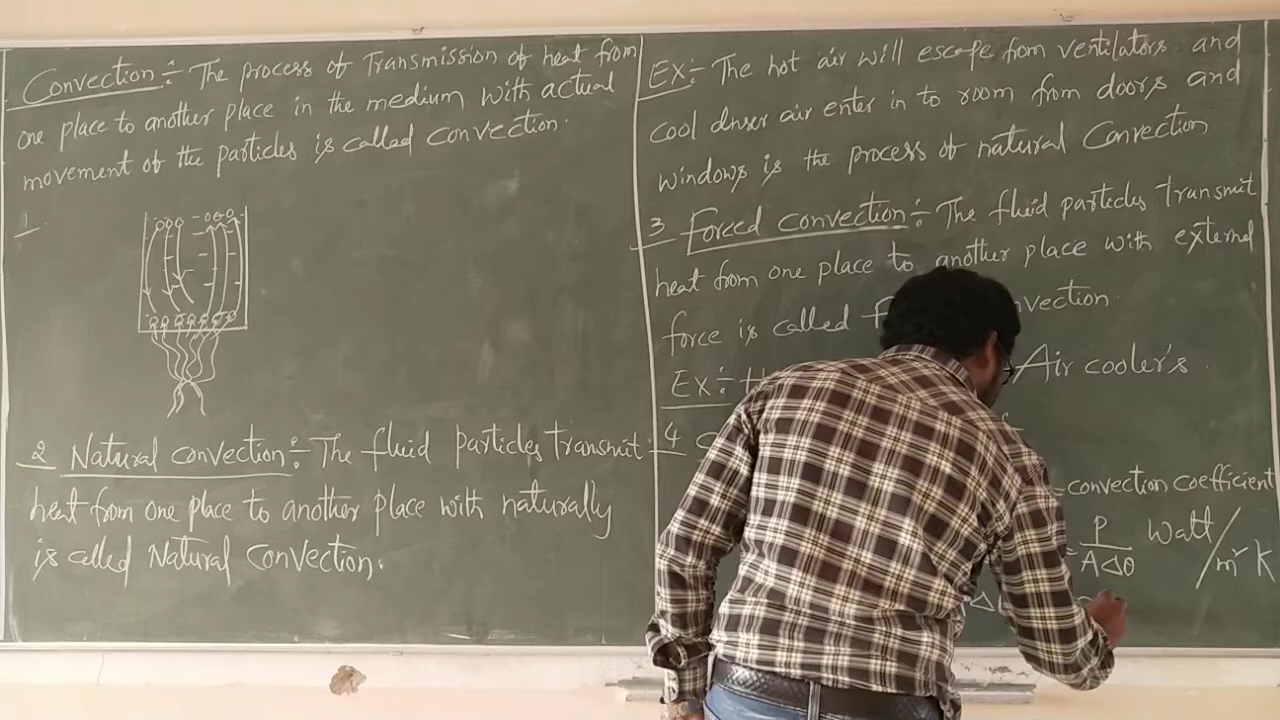 Convection :- The process of Transmission of heat from
one place to another place in the medium with actual
movement of the particles is called convection.
1
2 Natural convection :- The fluid particles transmit
heat from one place to another place with naturally
is called Natural Convection.
Ex :- The hot air will escape from ventilators and
cool dnser air enter in to room from doors and
windows is the process of natural Convection
3 Forced convection :- The fluid particles transmit
heat from one place to another place with external
force is called
Ex :- Air cooler's.
4
= convection coefficient
= P/AΔθ Watt/m² K